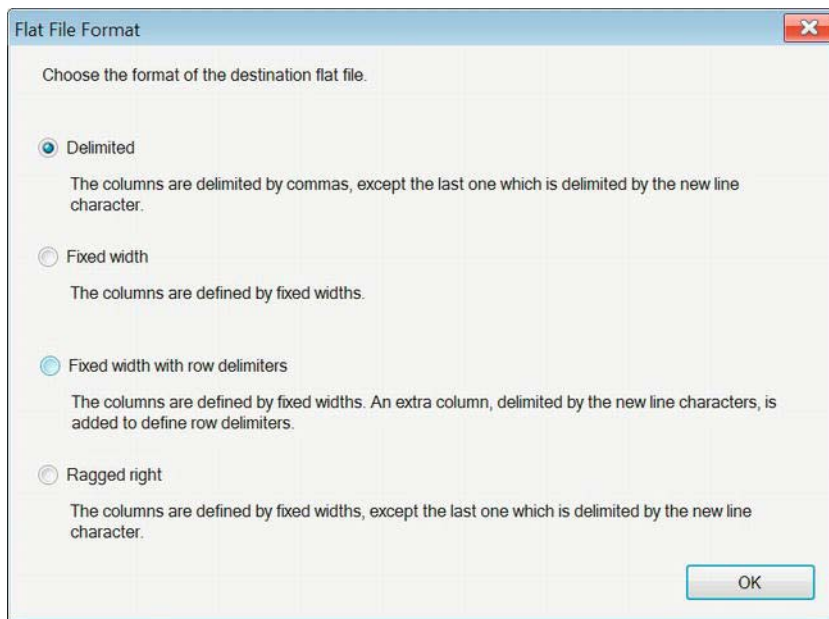 Flat File Format
Choose the format of the destination flat file.
Delimited
The columns are delimited by commas, except the last one which is delimited by the new line
character.
Fixed width
The columns are defined by fixed widths.
Fixed width with row delimiters
The columns are defined by fixed widths. An extra column, delimited by the new line characters, is
added to define row delimiters.
Ragged right
The columns are defined by fixed widths, except the last one which is delimited by the new line
character.
OK